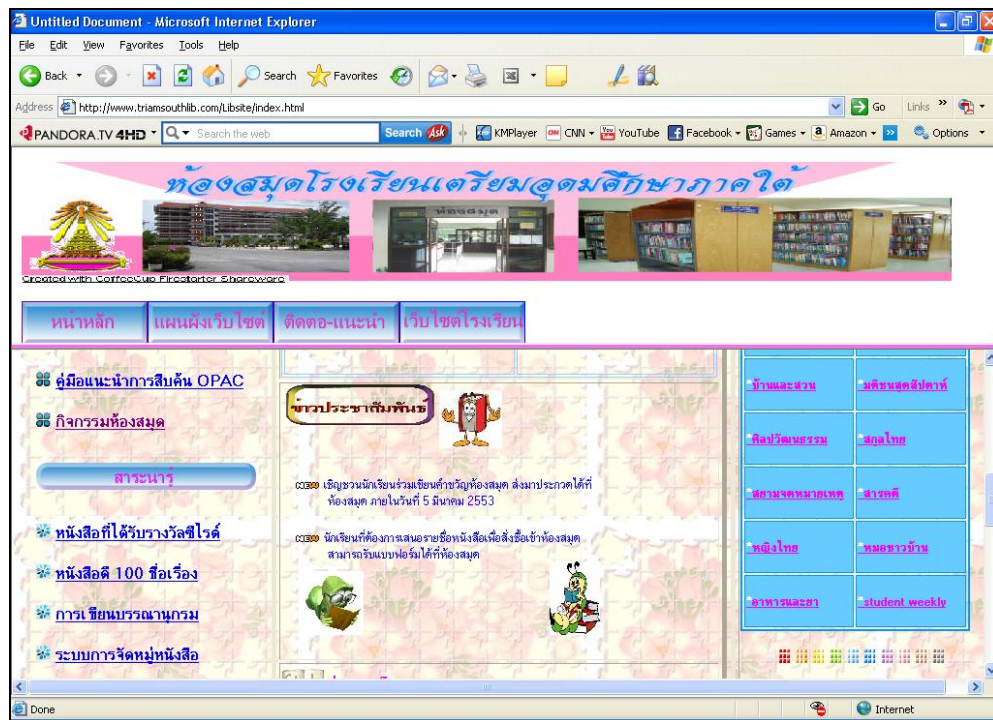 Untitled Document - Microsoft Internet Explorer
File Edit View Favorites Tools Help
Back Search Favorites
Address http://www.triamsouthlib.com/Libsite/index.html Go Links »
PANDORA.TV 4HD Search the web Search Ask KMPlayer CNN YouTube Facebook Games Amazon » Options
ห้องสมุดโรงเรียนเตรียมอุดมศึกษาภาคใต้
ห้องสมุด
Created with CoffeeCup Firestarter Shareware
หน้าหลัก แผนผังเว็บไซต์ ติดต่อ-แนะนำ เว็บไซต์โรงเรียน
คู่มือแนะนำการสืบค้น OPAC
กิจกรรมห้องสมุด
สาระน่ารู้
หนังสือที่ได้รับรางวัลซีไรต์
หนังสือดี 100 ชื่อเรื่อง
การเขียนบรรณานุกรม
ระบบการจัดหมู่หนังสือ
ข่าวประชาสัมพันธ์
เชิญชวนนักเรียนร่วมเขียนคำขวัญห้องสมุด ส่งมาประกวดได้ที่
ห้องสมุด ภายในวันที่ 5 มีนาคม 2553
นักเรียนที่ต้องการเสนอรายชื่อหนังสือเพื่อสั่งซื้อเข้าห้องสมุด
สามารถรับแบบฟอร์มได้ที่ห้องสมุด
บ้านและสวน มติชนสุดสัปดาห์
ศิลปวัฒนธรรม สกุลไทย
สยามจดหมายเหตุ สารคดี
หญิงไทย หมอชาวบ้าน
อาหารและยา student weekly
Done Internet